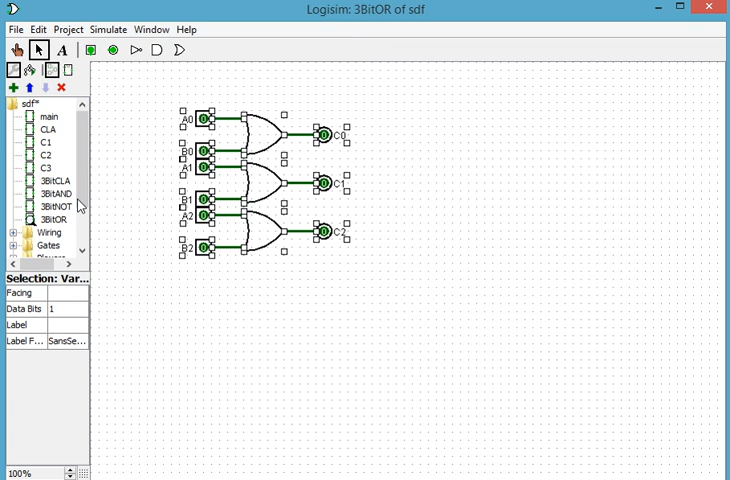 Logisim: 3BitOR of sdf
File Edit Project Simulate Window Help
A
sdf*
main
CLA
C1
C2
C3
3BitCLA
3BitAND
3BitNOT
3BitOR
Wiring
Gates
Selection: Var...
Facing
Data Bits 1
Label
Label F... SansSe...
100%
A0 0
0 C0
B0 0
A1 0
0 C1
B1 0
A2 0
0 C2
B2 0